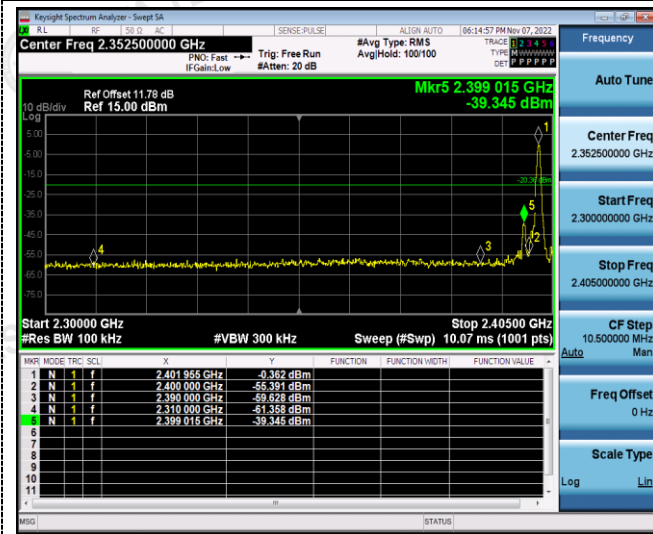 Keysight Spectrum Analyzer - Swept SA
RL RF 50 Ω AC SENSE:PULSE ALIGN AUTO 06:14:57 PM Nov 07, 2022
Center Freq 2.352500000 GHz #Avg Type: RMS TRACE 1 2 3 4 5 6
PNO: Fast Trig: Free Run Avg|Hold: 100/100 TYPE M W W W W W
IFGain:Low #Atten: 20 dB DET P P P P P P
Mkr5 2.399 015 GHz
-39.345 dBm
Ref Offset 11.78 dB
10 dB/div Ref 15.00 dBm
Log
1
5.00
-5.00
-15.0
-20.36 dBm
-25.0
-35.0
5
-45.0
2
4
3
-55.0
-65.0
-75.0
Start 2.30000 GHz Stop 2.40500 GHz
#Res BW 100 kHz #VBW 300 kHz Sweep (#Swp) 10.07 ms (1001 pts)
MKR MODE TRC SCL X Y FUNCTION FUNCTION WIDTH FUNCTION VALUE
1 N 1 f 2.401 955 GHz -0.362 dBm
2 N 1 f 2.400 000 GHz -55.391 dBm
3 N 1 f 2.390 000 GHz -59.628 dBm
4 N 1 f 2.310 000 GHz -61.358 dBm
5 N 1 f 2.399 015 GHz -39.345 dBm
6
7
8
9
10
11
MSG STATUS
Frequency
Auto Tune
Center Freq
2.352500000 GHz
Start Freq
2.300000000 GHz
Stop Freq
2.405000000 GHz
CF Step
10.500000 MHz
Auto Man
Freq Offset
0 Hz
Scale Type
Log Lin